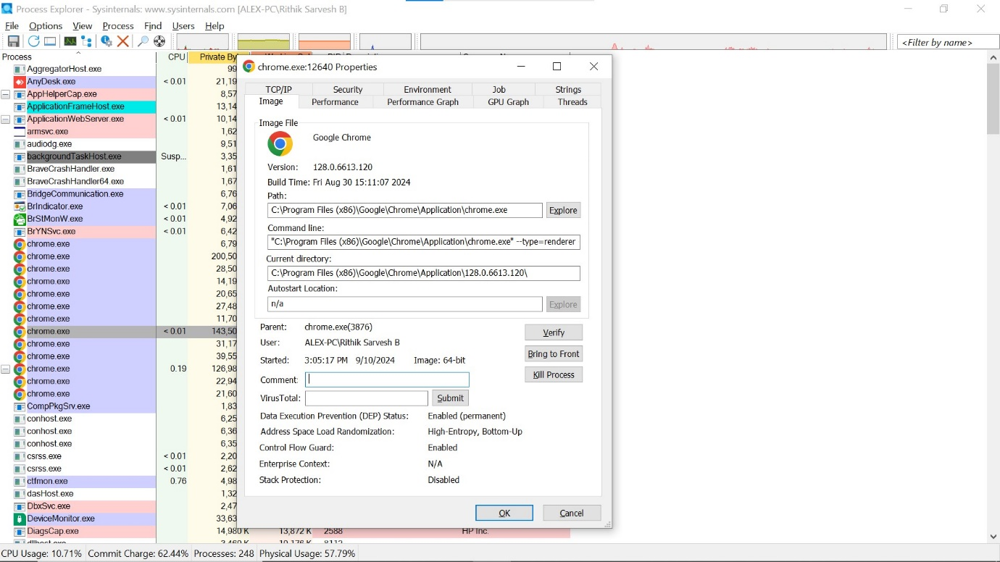 Process Explorer - Sysinternals: www.sysinternals.com [ALEX-PC\Rithik Sarvesh B]
File Options View Process Find Users Help
<Filter by name>
Process CPU Private By
AggregatorHost.exe 99
AnyDesk.exe < 0.01 21,19
AppHelperCap.exe 8,57
ApplicationFrameHost.exe 13,14
ApplicationWebServer.exe < 0.01 10,14
armsvc.exe 1,62
audiodg.exe 9,51
backgroundTaskHost.exe Susp... 3,35
BraveCrashHandler.exe 1,61
BraveCrashHandler64.exe 1,67
BridgeCommunication.exe 6,76
BrIndicator.exe < 0.01 7,06
BrStMonW.exe < 0.01 4,92
BrYNSvc.exe < 0.01 6,42
chrome.exe 6,79
chrome.exe 200,50
chrome.exe 28,50
chrome.exe 14,19
chrome.exe 20,65
chrome.exe 27,48
chrome.exe 11,70
chrome.exe < 0.01 143,50
chrome.exe 31,17
chrome.exe 39,55
chrome.exe 0.19 126,98
chrome.exe 22,94
chrome.exe 21,60
CompPkgSrv.exe 1,83
conhost.exe 6,25
conhost.exe 6,36
conhost.exe 6,35
csrss.exe < 0.01 2,20
csrss.exe < 0.01 2,62
ctfmon.exe 0.76 4,98
dasHost.exe 1,32
DbxSvc.exe 2,47
DeviceMonitor.exe 33,63
DiagsCap.exe 14,980 K 13,872 K 2588 HP Inc.
chrome.exe:12640 Properties
TCP/IP Security Environment Job Strings
Image Performance Performance Graph GPU Graph Threads
Image File
Google Chrome
Version: 128.0.6613.120
Build Time: Fri Aug 30 15:11:07 2024
Path:
C:\Program Files (x86)\Google\Chrome\Application\chrome.exe Explore
Command line:
"C:\Program Files (x86)\Google\Chrome\Application\chrome.exe" --type=renderer
Current directory:
C:\Program Files (x86)\Google\Chrome\Application\128.0.6613.120\
Autostart Location:
n/a Explore
Parent: chrome.exe(3876) Verify
User: ALEX-PC\Rithik Sarvesh B
Bring to Front
Started: 3:05:17 PM 9/10/2024 Image: 64-bit
Comment: Kill Process
VirusTotal: Submit
Data Execution Prevention (DEP) Status: Enabled (permanent)
Address Space Load Randomization: High-Entropy, Bottom-Up
Control Flow Guard: Enabled
Enterprise Context: N/A
Stack Protection: Disabled
OK Cancel
CPU Usage: 10.71% Commit Charge: 62.44% Processes: 248 Physical Usage: 57.79%